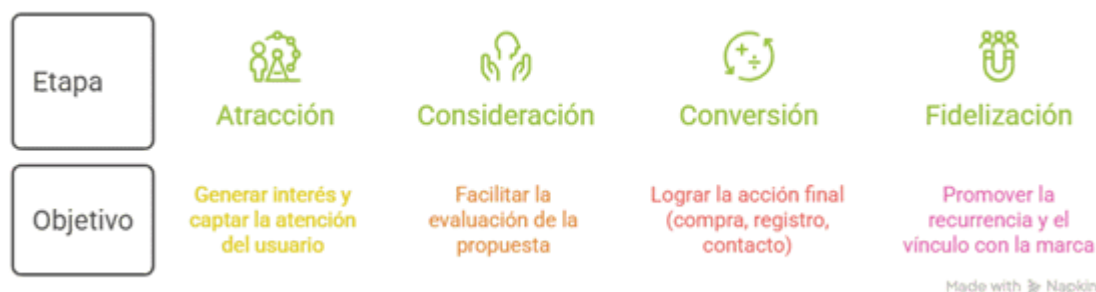 Etapa
Atracción
Consideración
Conversión
Fidelización
Objetivo
Generar interés y
captar la atención
del usuario
Facilitar la
evaluación de la
propuesta
Lograr la acción final
(compra, registro,
contacto)
Promover la
recurrencia y el
vínculo con la marca
Made with Napkin